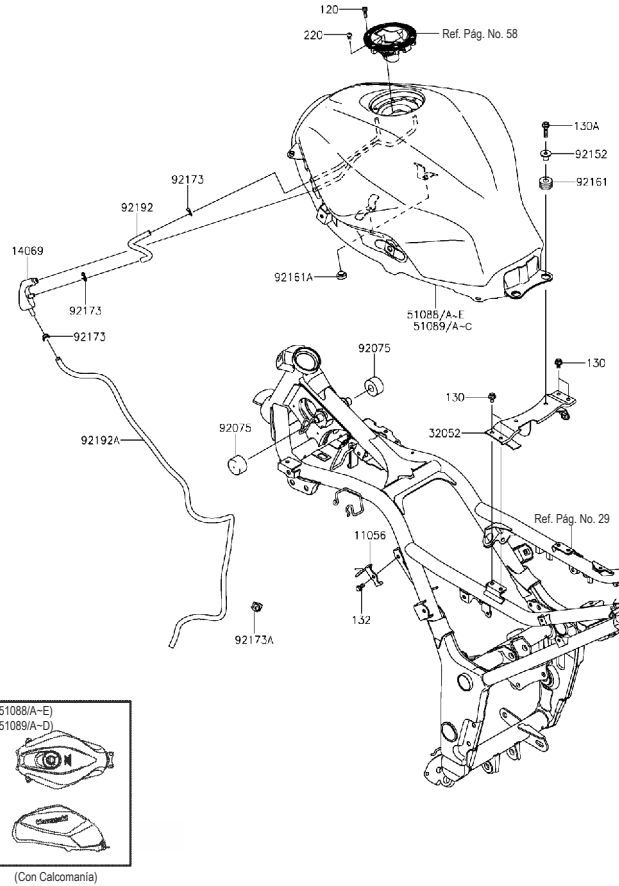 120
220
Ref. Pág. No. 58
130A
92152
92161
92173
92192
14069
92173
92161A
92173
51088/A~E
51089/A~C
92075
130
130
92075
32052
92192A
Ref. Pág. No. 29
11056
132
92173A
51088/A~E)
51089/A~D)
Kawasaki
(Con Calcomanía)